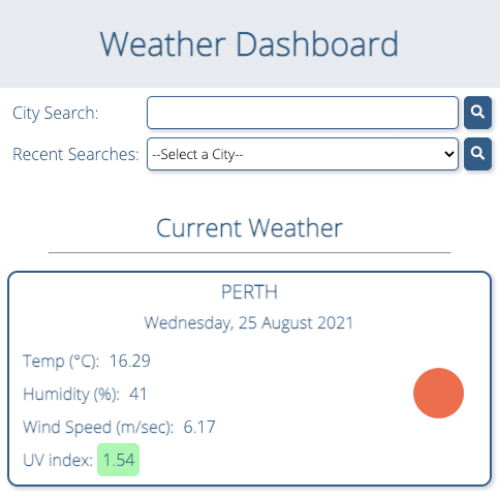 Weather Dashboard
City Search:
Recent Searches: --Select a City--
Current Weather
PERTH
Wednesday, 25 August 2021
Temp (°C): 16.29
Humidity (%): 41
Wind Speed (m/sec): 6.17
UV index: 1.54